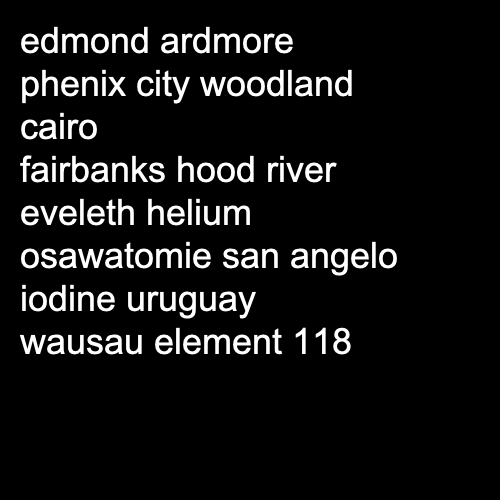 edmond ardmore
phenix city woodland
cairo
fairbanks hood river
eveleth helium
osawatomie san angelo
iodine uruguay
wausau element 118